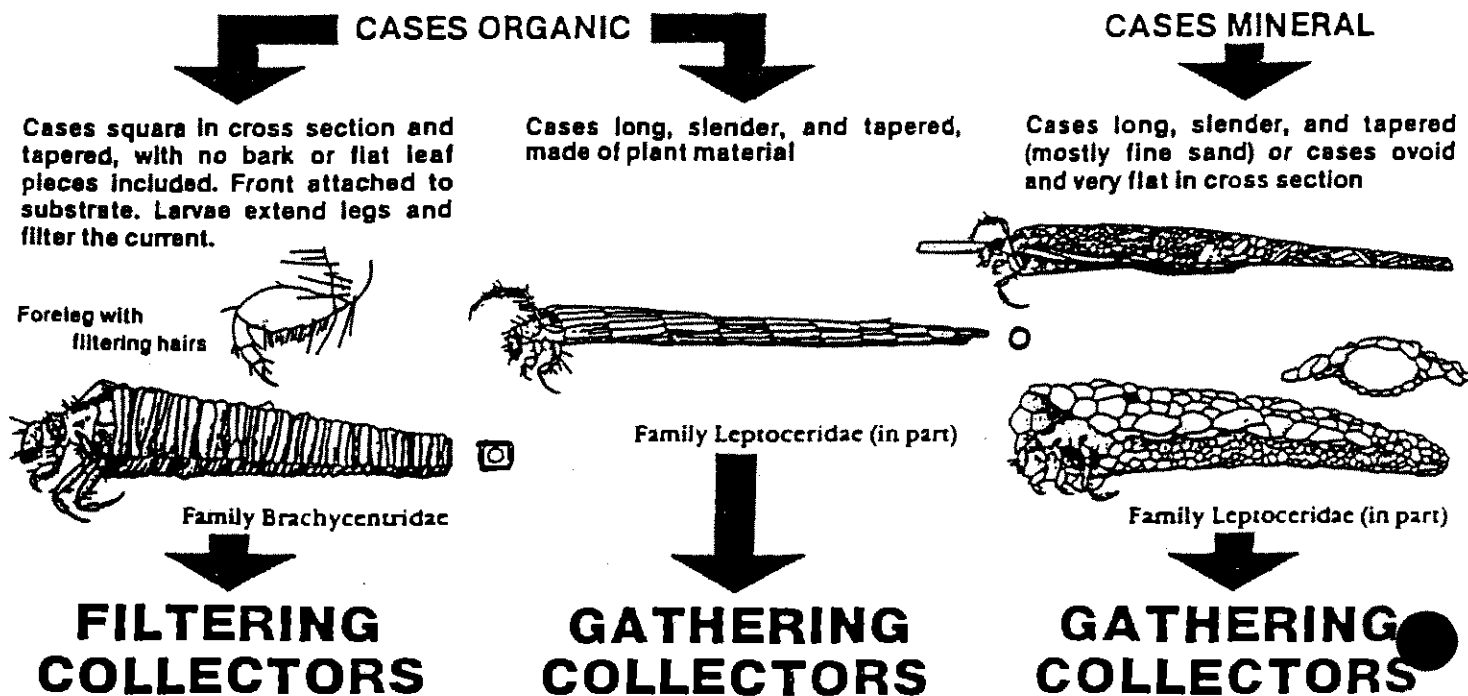 CASES ORGANIC
CASES MINERAL
Cases square in cross section and
tapered, with no bark or flat leaf
pieces included. Front attached to
substrate. Larvae extend legs and
filter the current.
Foreleg with
filtering hairs
Family Brachycentridae
FILTERING
COLLECTORS
Cases long, slender, and tapered,
made of plant material
Family Leptoceridae (in part)
GATHERING
COLLECTORS
Cases long, slender, and tapered
(mostly fine sand) or cases ovoid
and very flat in cross section
Family Leptoceridae (in part)
GATHERING
COLLECTORS